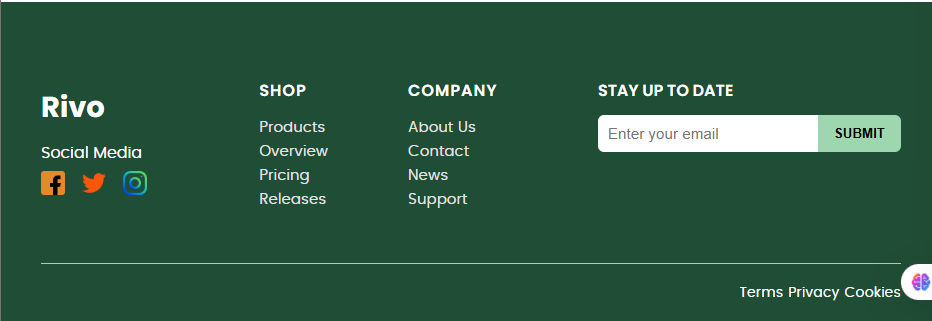 Rivo
Social Media
SHOP
Products
Overview
Pricing
Releases
COMPANY
About Us
Contact
News
Support
STAY UP TO DATE
Enter your email
SUBMIT
Terms Privacy Cookies